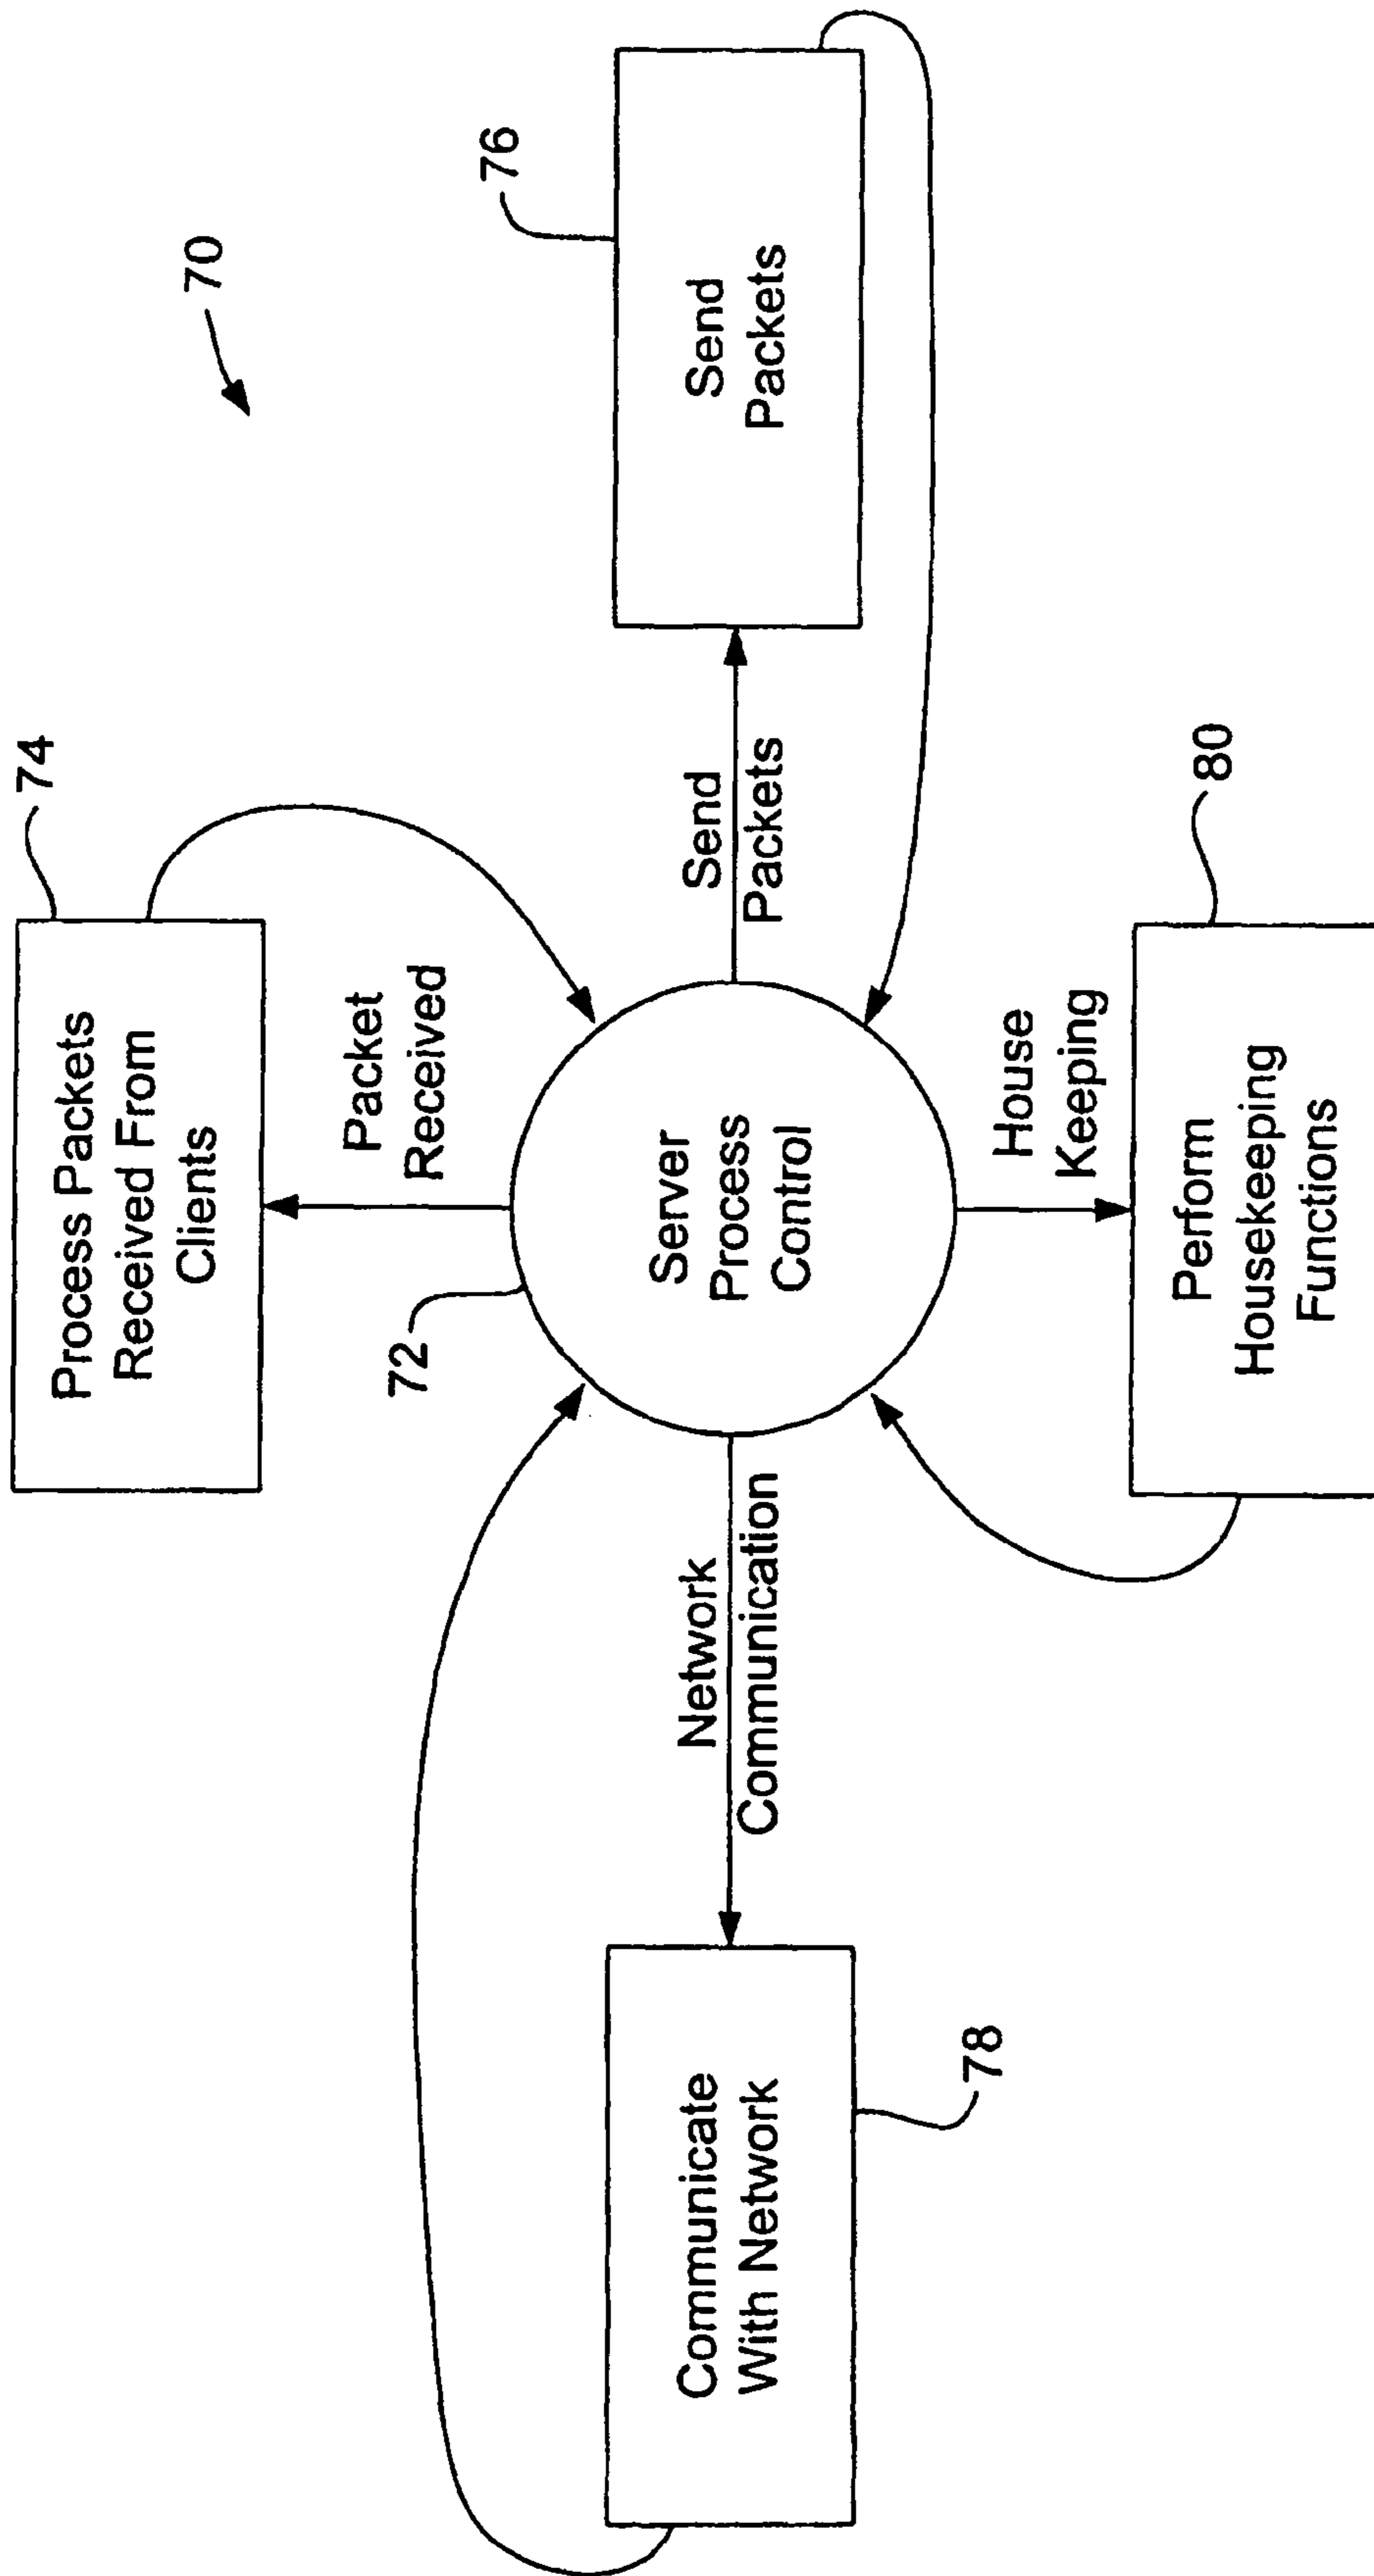 70
74
Process Packets
Received From
Clients
Packet
Received
72
Server
Process
Control
Send
Packets
76
Send
Packets
Network
Communication
Communicate
With Network
78
House
Keeping
80
Perform
Housekeeping
Functions